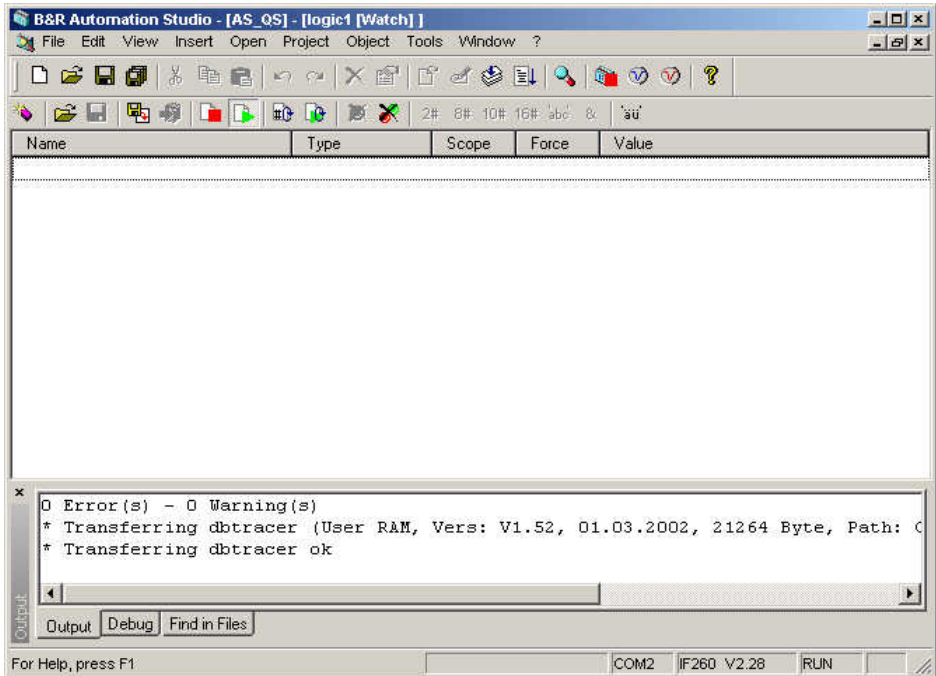 B&R Automation Studio - [AS_QS] - [logic1 [Watch] ]
File Edit View Insert Open Project Object Tools Window ?
2# 8# 10# 16# 'abc' & 'äü'
Name Type Scope Force Value
0 Error(s) - 0 Warning(s)
* Transferring dbtracer (User RAM, Vers: V1.52, 01.03.2002, 21264 Byte, Path:
* Transferring dbtracer ok
Output
Output Debug Find in Files
For Help, press F1 COM2 IF260 V2.28 RUN